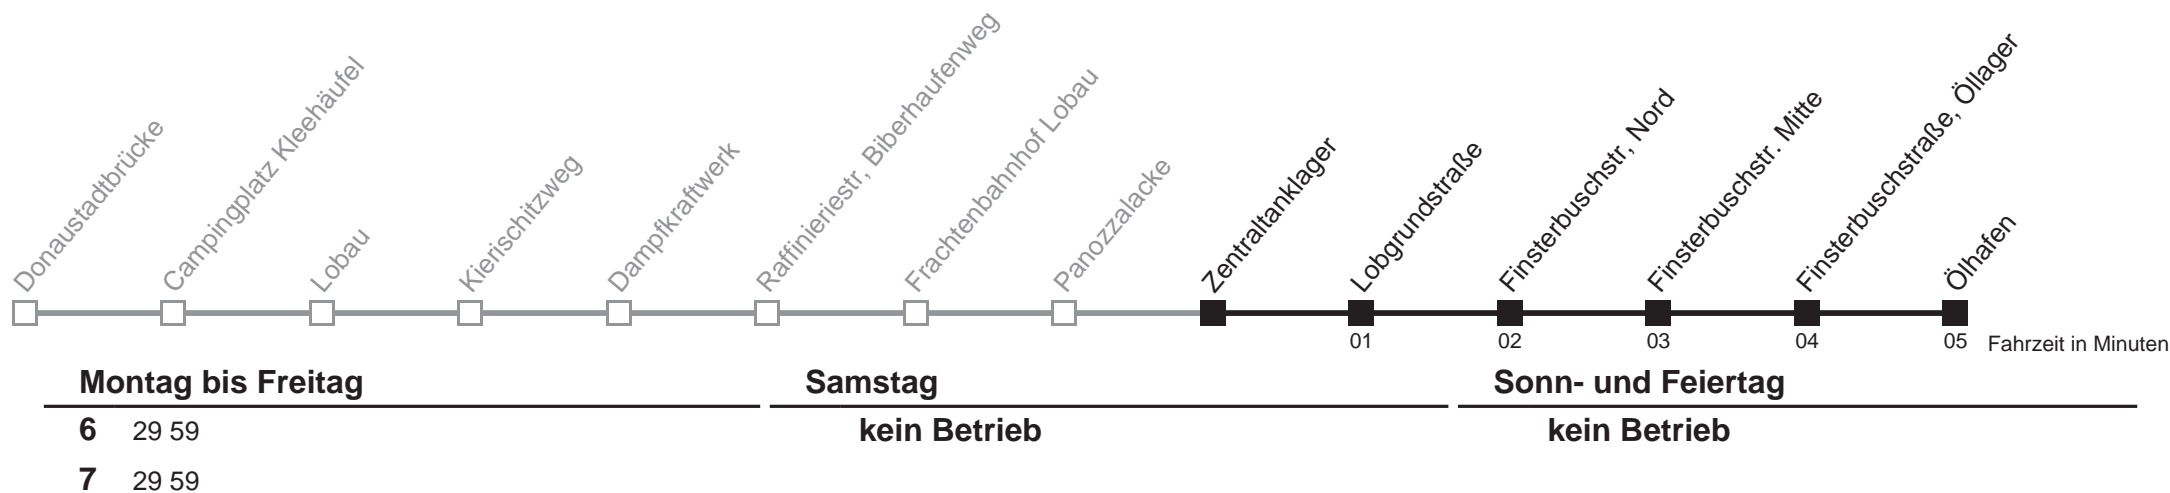 Donaustadtbrücke
Campingplatz Kleehäufel
Lobau
Kierischitzweg
Dampfkraftwerk
Raffinieriestr, Biberhaufenweg
Frachtenbahnhof Lobau
Panozzalacke
Zentraltanklager
Lobgrundstraße
Finsterbuschstr, Nord
Finsterbuschstr. Mitte
Finsterbuschstraße, Öllager
Ölhafen
01 02 03 04 05 Fahrzeit in Minuten
Montag bis Freitag Samstag Sonn- und Feiertag
6 29 59 kein Betrieb kein Betrieb
7 29 59